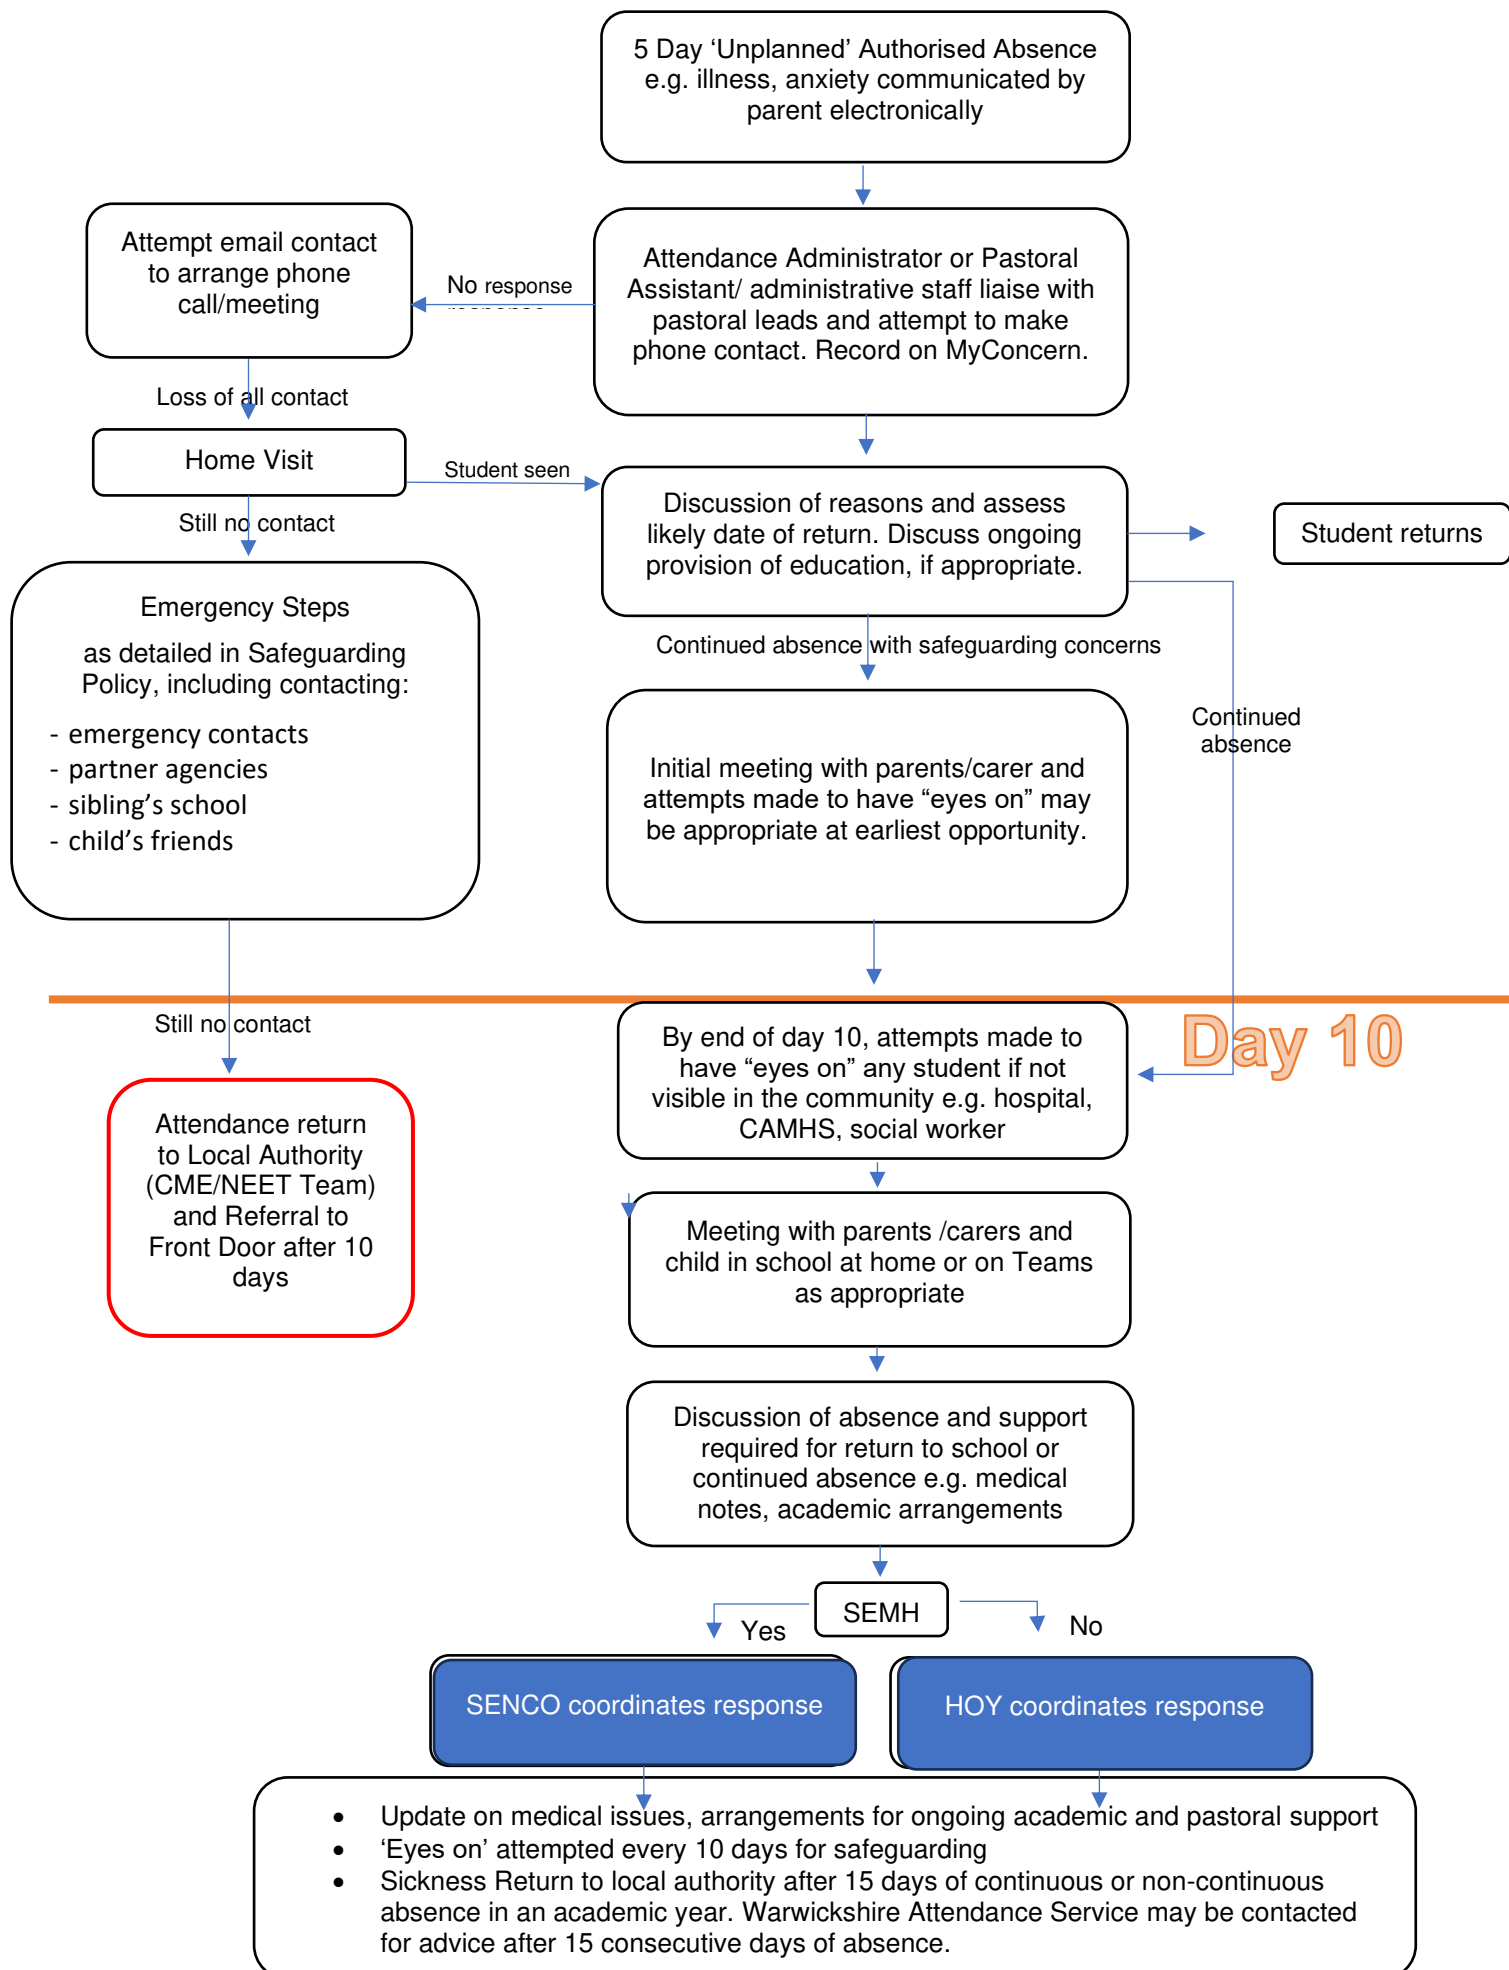 5 Day ‘Unplanned’ Authorised Absence
e.g. illness, anxiety communicated by
parent electronically
Attempt email contact
to arrange phone
call/meeting
No response
Attendance Administrator or Pastoral
Assistant/ administrative staff liaise with
pastoral leads and attempt to make
phone contact. Record on MyConcern.
Loss of all contact
Home Visit
Student seen
Still no contact
Discussion of reasons and assess
likely date of return. Discuss ongoing
provision of education, if appropriate.
Student returns
Emergency Steps
as detailed in Safeguarding
Policy, including contacting:
- emergency contacts
- partner agencies
- sibling’s school
- child’s friends
Continued absence with safeguarding concerns
Continued
absence
Initial meeting with parents/carer and
attempts made to have “eyes on” may
be appropriate at earliest opportunity.
Still no contact
Day 10
By end of day 10, attempts made to
have “eyes on” any student if not
visible in the community e.g. hospital,
CAMHS, social worker
Attendance return
to Local Authority
(CME/NEET Team)
and Referral to
Front Door after 10
days
Meeting with parents /carers and
child in school at home or on Teams
as appropriate
Discussion of absence and support
required for return to school or
continued absence e.g. medical
notes, academic arrangements
SEMH
Yes
No
SENCO coordinates response
HOY coordinates response
• Update on medical issues, arrangements for ongoing academic and pastoral support
• ‘Eyes on’ attempted every 10 days for safeguarding
• Sickness Return to local authority after 15 days of continuous or non-continuous
absence in an academic year. Warwickshire Attendance Service may be contacted
for advice after 15 consecutive days of absence.